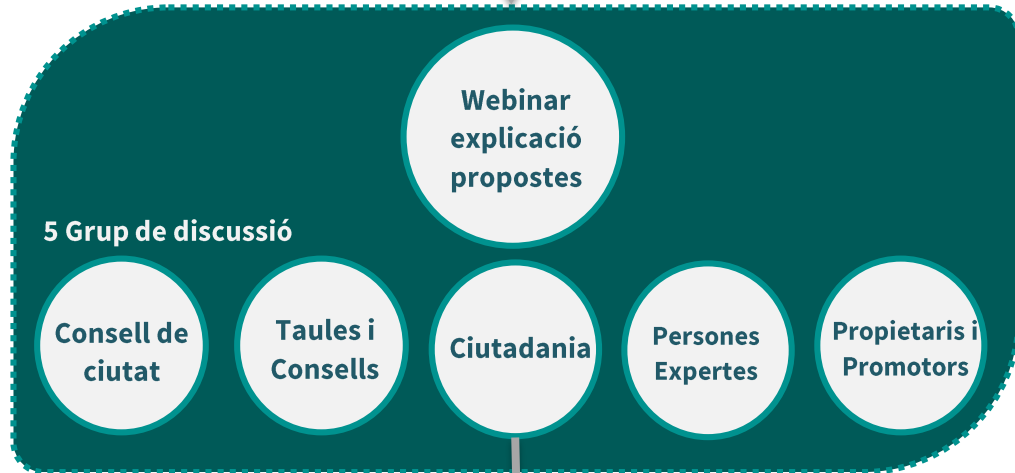 Webinar
explicació
propostes
5 Grup de discussió
Consell de
ciutat
Taules i
Consells
Ciutadania
Persones
Expertes
Propietaris i
Promotors